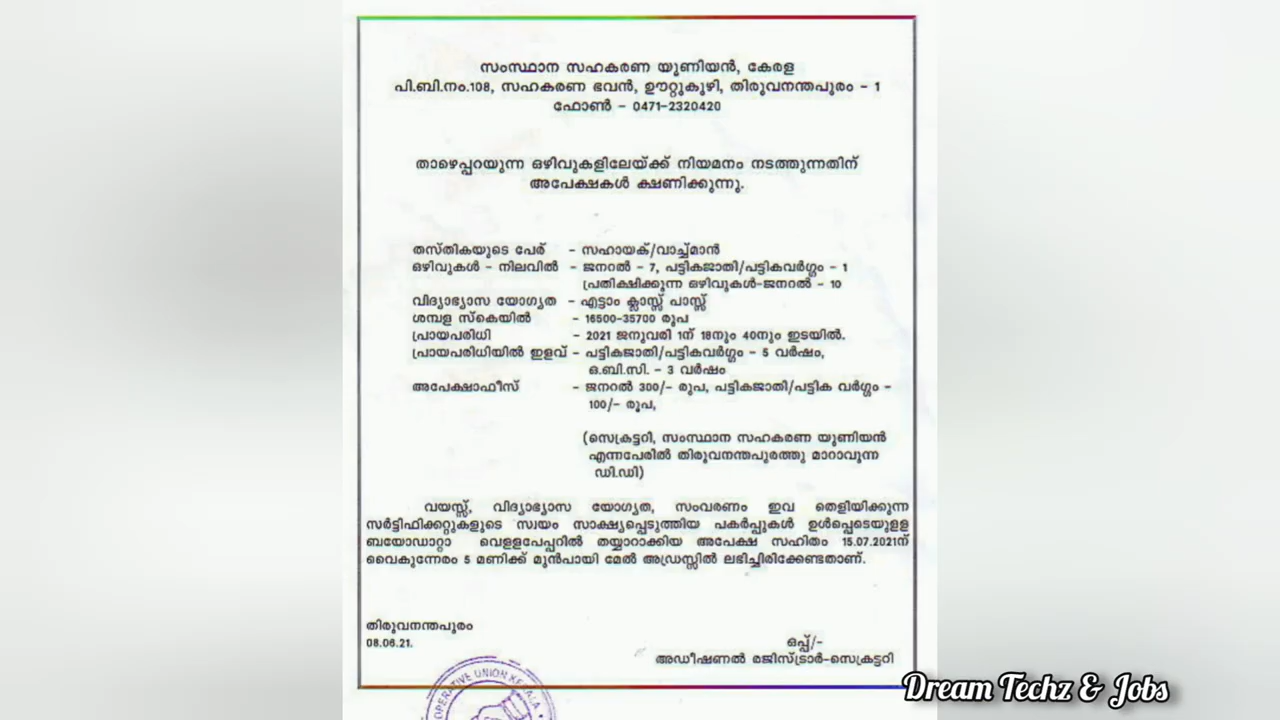 സംസ്ഥാന സഹകരണ യൂണിയൻ, കേരള
പി.ബി.നം.108, സഹകരണ ഭവൻ, ഊറ്റുകുഴി, തിരുവനന്തപുരം - 1
ഫോൺ - 0471-2320420
താഴെപ്പറയുന്ന ഒഴിവുകളിലേയ്ക്ക് നിയമനം നടത്തുന്നതിന്
അപേക്ഷകൾ ക്ഷണിക്കുന്നു.
തസ്തികയുടെ പേര് - സഹായക്/വാച്ച്മാൻ
ഒഴിവുകൾ - നിലവിൽ - ജനറൽ - 7, പട്ടികജാതി/പട്ടികവർഗ്ഗം - 1
പ്രതിക്ഷിക്കുന്ന ഒഴിവുകൾ-ജനറൽ - 10
വിദ്യാഭ്യാസ യോഗ്യത - എട്ടാം ക്ലാസ്സ് പാസ്സ്
ശമ്പള സ്കെയിൽ - 16500-35700 രൂപ
പ്രായപരിധി - 2021 ജനുവരി 1ന് 18നും 40നും ഇടയിൽ.
പ്രായപരിധിയിൽ ഇളവ് - പട്ടികജാതി/പട്ടികവർഗ്ഗം - 5 വർഷം,
ഒ.ബി.സി. - 3 വർഷം
അപേക്ഷാഫീസ് - ജനറൽ 300/- രൂപ, പട്ടികജാതി/പട്ടിക വർഗ്ഗം -
100/- രൂപ,
(സെക്രട്ടറി, സംസ്ഥാന സഹകരണ യൂണിയൻ
എന്നപേരിൽ തിരുവനന്തപുരത്തു മാറാവുന്ന
ഡി.ഡി)
വയസ്സ്, വിദ്യാഭ്യാസ യോഗ്യത, സംവരണം ഇവ തെളിയിക്കുന്ന
സർട്ടിഫിക്കറ്റുകളുടെ സ്വയം സാക്ഷ്യപ്പെടുത്തിയ പകർപ്പുകൾ ഉൾപ്പെടെയുളള
ബയോഡാറ്റാ വെളളപേപ്പറിൽ തയ്യാറാക്കിയ അപേക്ഷ സഹിതം 15.07.2021ന്
വൈകുന്നേരം 5 മണിക്ക് മുൻപായി മേൽ അഡ്രസ്സിൽ ലഭിച്ചിരിക്കേണ്ടതാണ്.
തിരുവനന്തപുരം
08.06.21.
ഒപ്പ്/-
അഡീഷണൽ രജിസ്ട്രാർ-സെക്രട്ടറി
OPERATIVE UNION KERALA
Dream Techz & Jobs